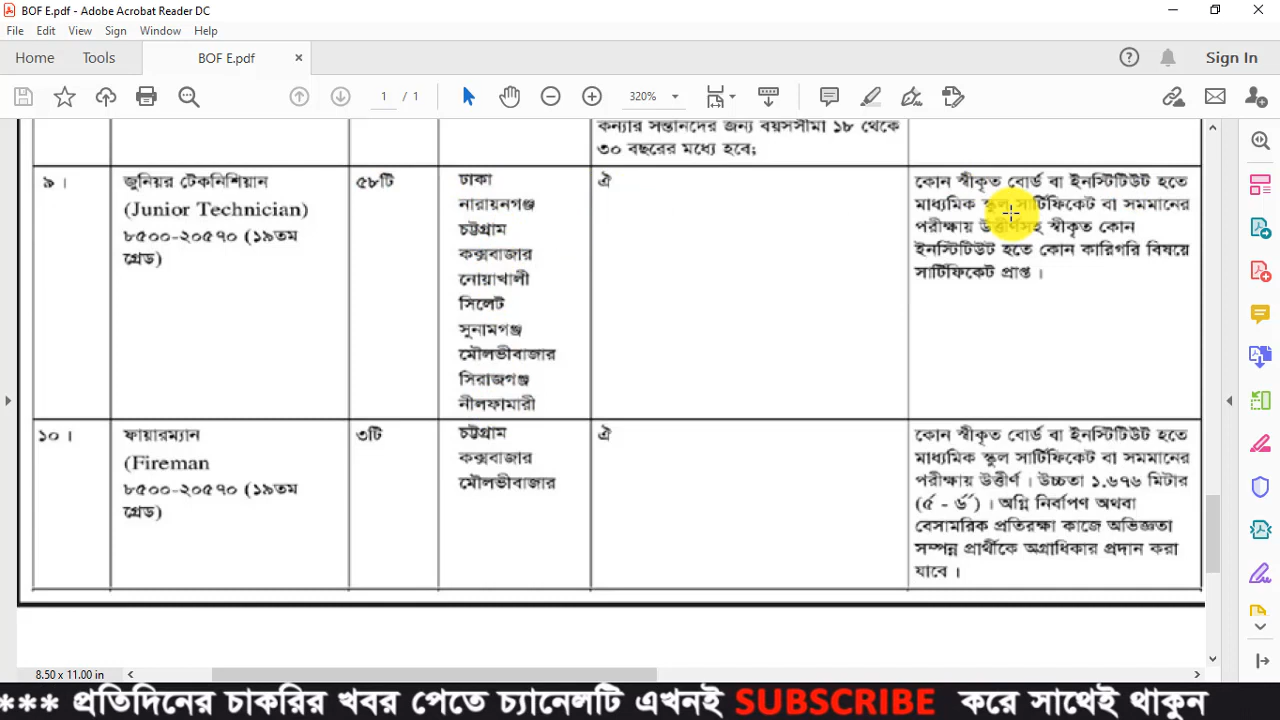 BOF E.pdf - Adobe Acrobat Reader DC
File Edit View Sign Window Help
Home Tools BOF E.pdf × Sign In
1 / 1 320%
কন্যার সন্তানদের জন্য বয়সসীমা ১৮ থেকে
৩০ বছরের মধ্যে হবে;
৯।
জুনিয়র টেকনিশিয়ান
(Junior Technician)
৮৫০০-২০৫৭০ (১৯তম
গ্রেড)
৫৮টি
ঢাকা
নারায়নগঞ্জ
চট্টগ্রাম
কক্সবাজার
নোয়াখালী
সিলেট
সুনামগঞ্জ
মৌলভীবাজার
সিরাজগঞ্জ
নীলফামারী
ঐ
কোন স্বীকৃত বোর্ড বা ইনস্টিটিউট হতে
মাধ্যমিক স্কুল সার্টিফিকেট বা সমমানের
পরীক্ষায় উত্তীর্ণসহ স্বীকৃত কোন
ইনস্টিটিউট হতে কোন কারিগরি বিষয়ে
সার্টিফিকেট প্রাপ্ত।
১০।
ফায়ারম্যান
(Fireman
৮৫০০-২০৫৭০ (১৯তম
গ্রেড)
৩টি
চট্টগ্রাম
কক্সবাজার
মৌলভীবাজার
ঐ
কোন স্বীকৃত বোর্ড বা ইনস্টিটিউট হতে
মাধ্যমিক স্কুল সার্টিফিকেট বা সমমানের
পরীক্ষায় উত্তীর্ণ। উচ্চতা ১.৬৭৬ মিটার
(৫′ - ৬″)। অগ্নি নির্বাপণ অথবা
বেসামরিক প্রতিরক্ষা কাজে অভিজ্ঞতা
সম্পন্ন প্রার্থীকে অগ্রাধিকার প্রদান করা
যাবে।
8.50 x 11.00 in
*** প্রতিদিনের চাকরির খবর পেতে চ্যানেলটি এখনই SUBSCRIBE করে সাথেই থাকুন